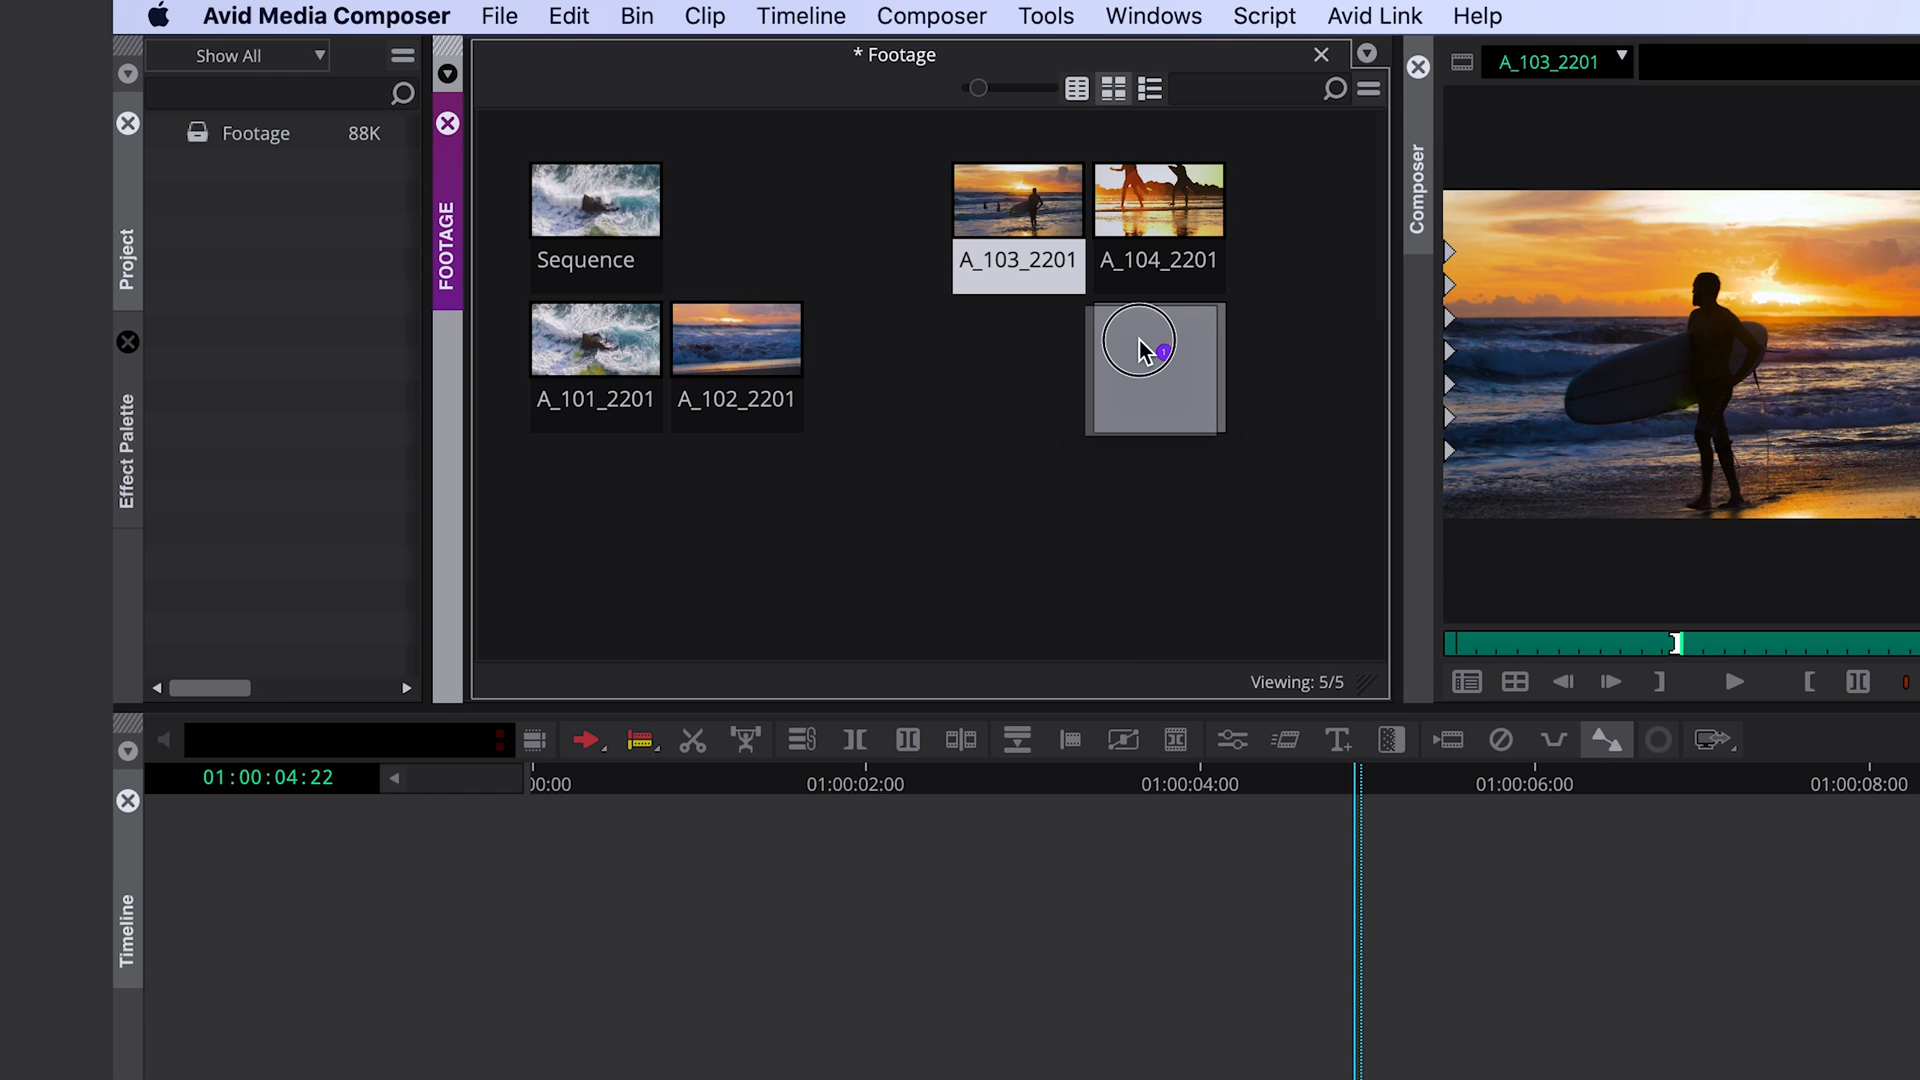 Avid Media Composer File Edit Bin Clip Timeline Composer Tools Windows Script Avid Link Help
Show All
Footage 88K
Project
Effect Palette
FOOTAGE
* Footage
Sequence
A_103_2201
A_104_2201
A_101_2201
A_102_2201
1
Viewing: 5/5
Composer
A_103_2201
Timeline
01:00:04:22
00:00
01:00:02:00
01:00:04:00
01:00:06:00
01:00:08:00